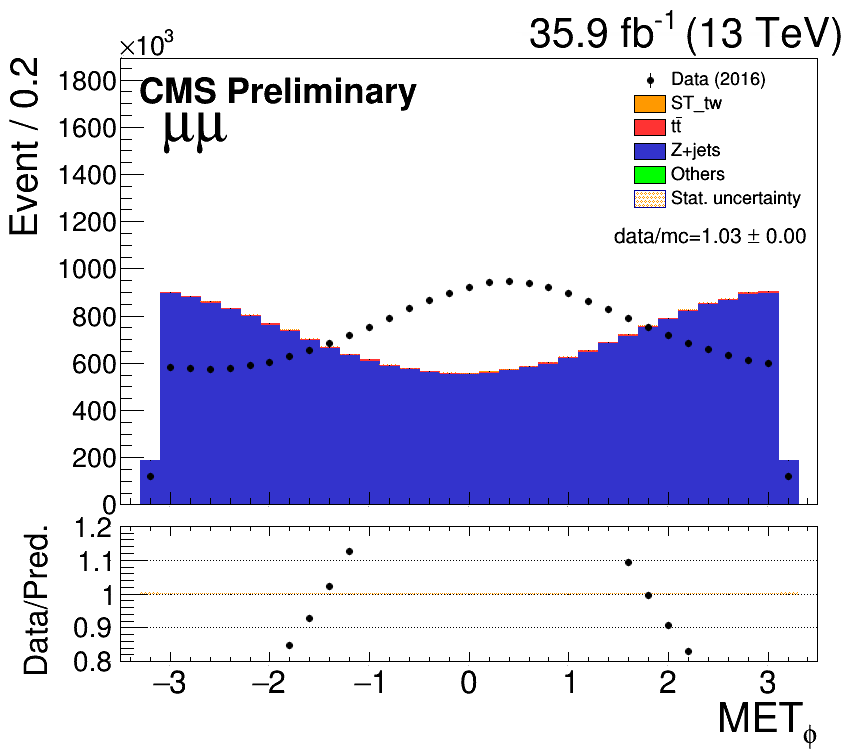 35.9 fb⁻¹ (13 TeV)
×10³
CMS Preliminary
μμ
Event / 0.2
1800
1600
1400
1200
1000
800
600
400
200
0
Data (2016)
ST_tw
tt̄
Z+jets
Others
Stat. uncertainty
data/mc=1.03 ± 0.00
Data/Pred.
1.2
1.1
1
0.9
0.8
−3 −2 −1 0 1 2 3
MET_ϕ